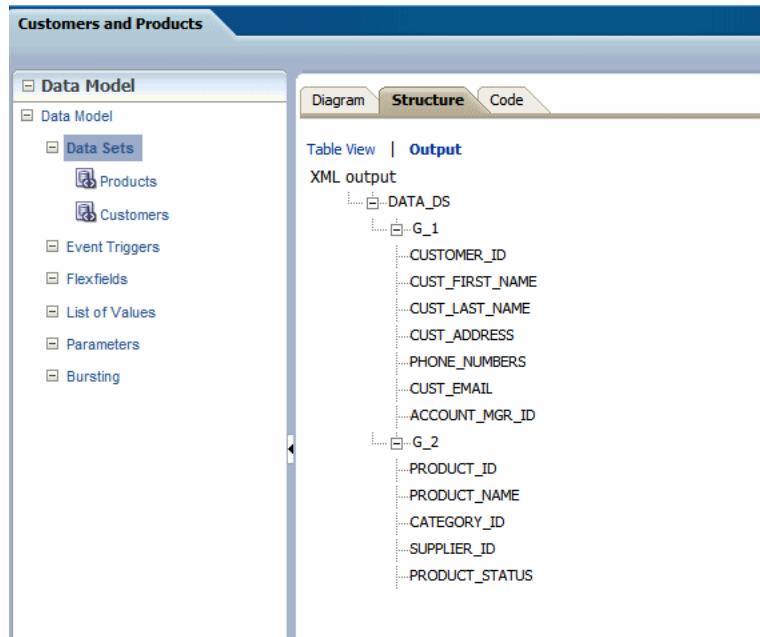 Customers and Products
Data Model
Data Model
Data Sets
Products
Customers
Event Triggers
Flexfields
List of Values
Parameters
Bursting
Diagram Structure Code
Table View | Output
XML output
DATA_DS
G_1
CUSTOMER_ID
CUST_FIRST_NAME
CUST_LAST_NAME
CUST_ADDRESS
PHONE_NUMBERS
CUST_EMAIL
ACCOUNT_MGR_ID
G_2
PRODUCT_ID
PRODUCT_NAME
CATEGORY_ID
SUPPLIER_ID
PRODUCT_STATUS